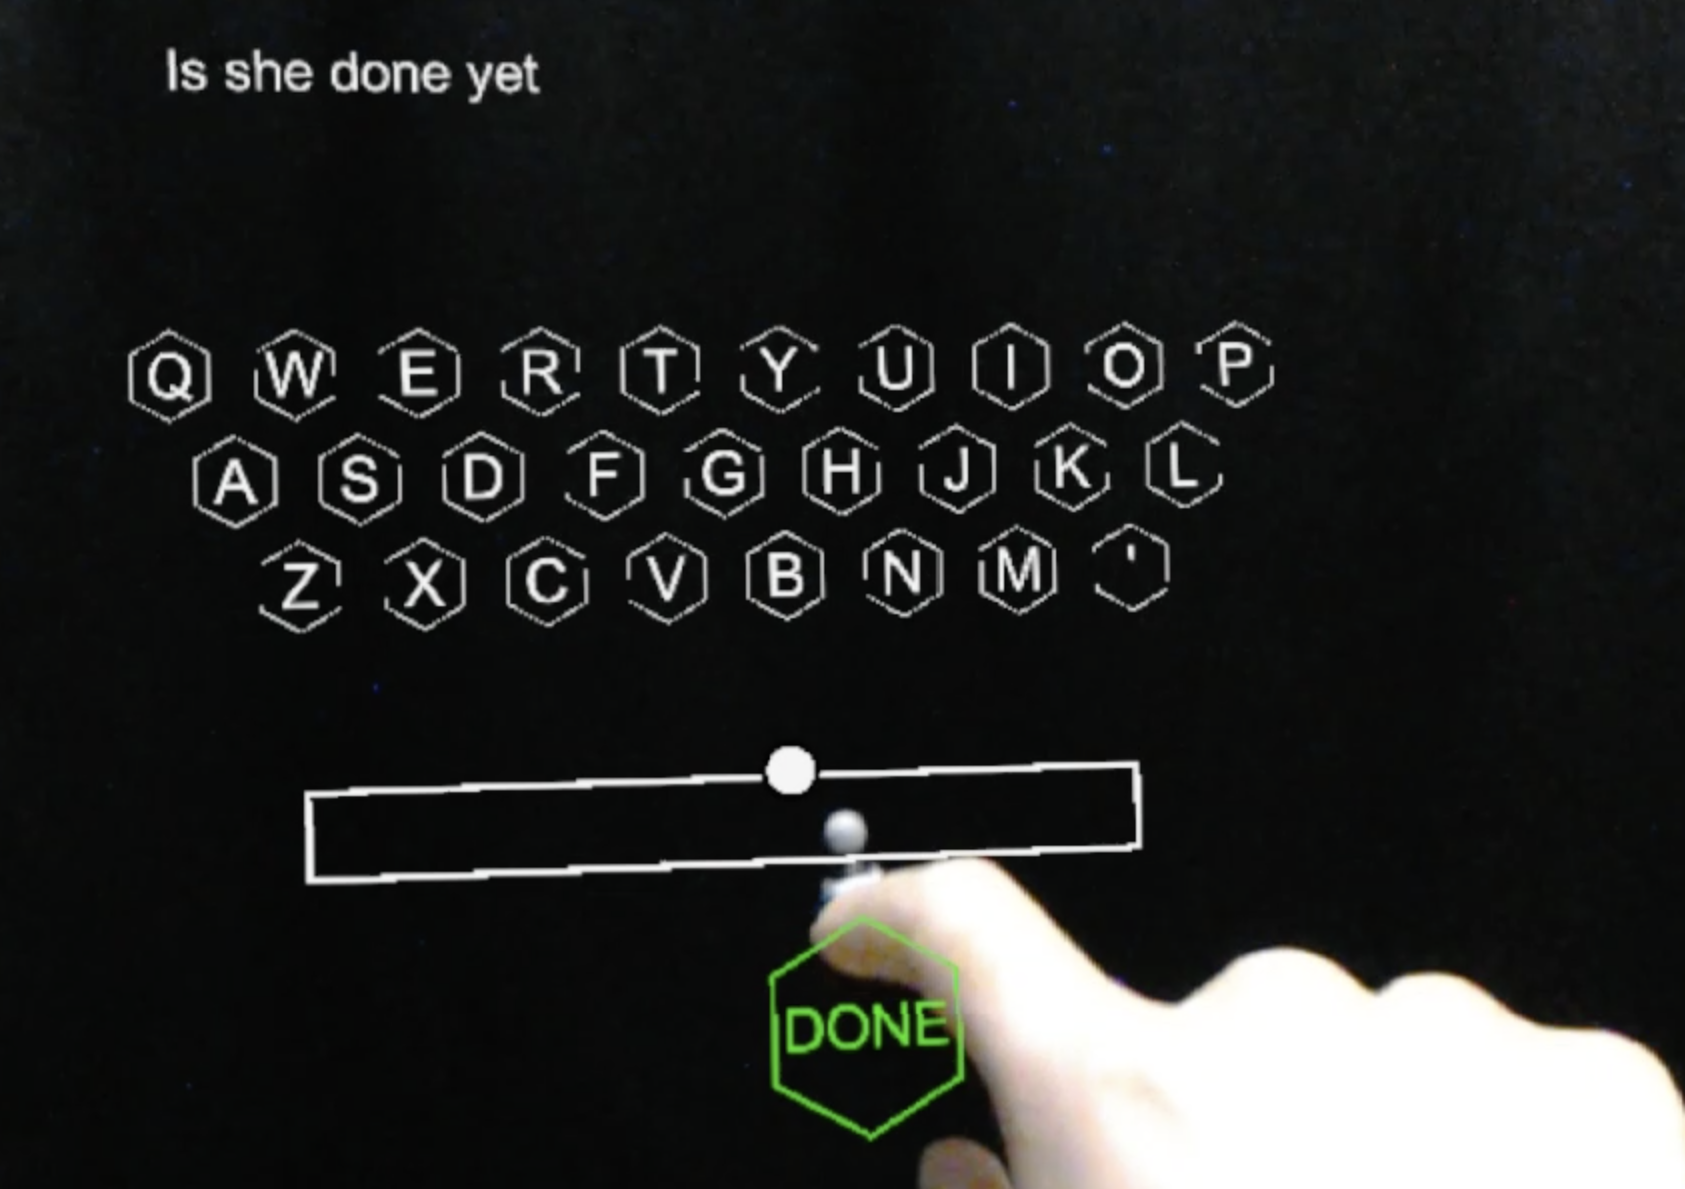 Is she done yet
Q W E R T Y U I O P
A S D F G H J K L
Z X C V B N M '
DONE